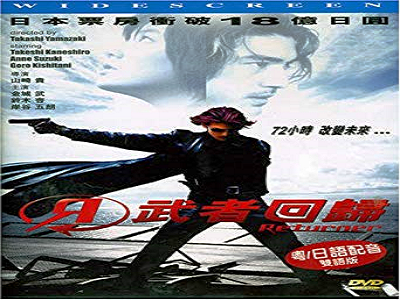 WIDESCREEN
日本票房衝破18億日圓
directed by
Takashi Yamazaki
starring
Takeshi Kaneshiro
Anne Suzuki
Goro Kishitani
導演
山崎 貴
主演
金城 武
鈴木 杏
岸谷 五朗
72小時 改變未來...
R 武者回歸
Returner
粵/日語配音
雙語版
DVD